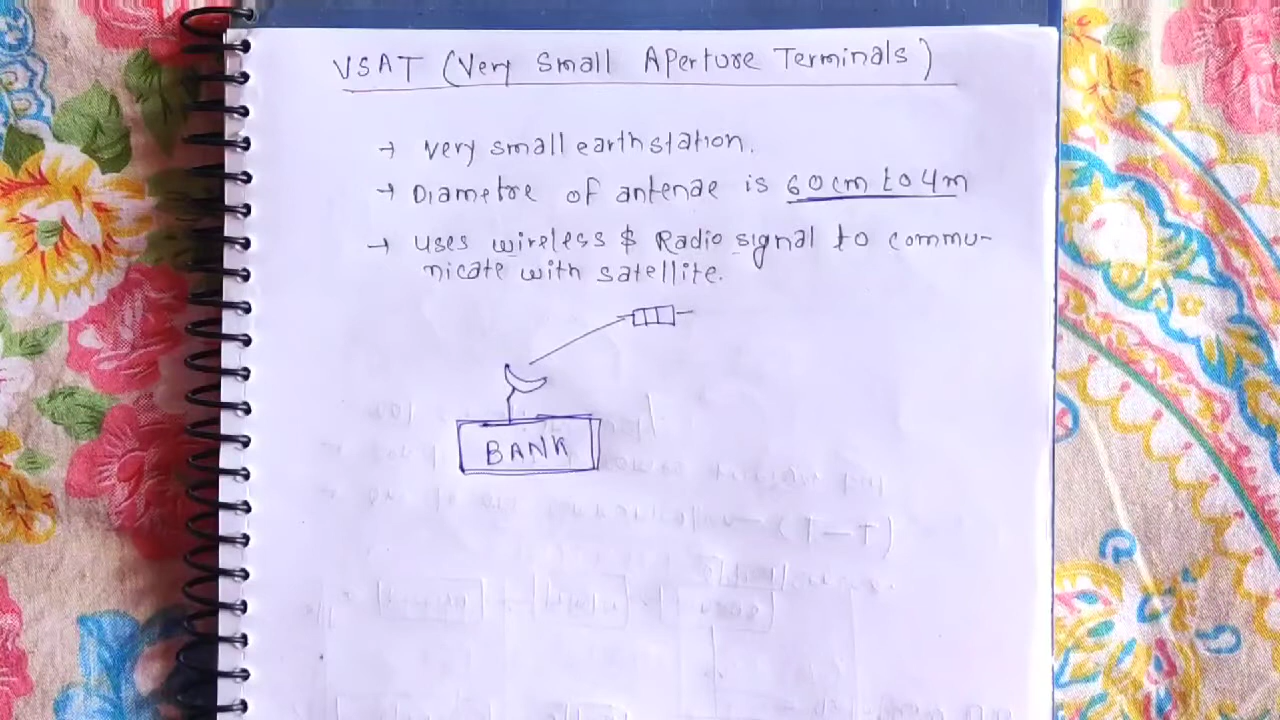 VSAT (Very Small Aperture Terminals)
→ Very small earth station.
→ Diametre of antenae is 60cm to 4m
→ Uses wireless & Radio signal to commu-
nicate with satellite.
BANK